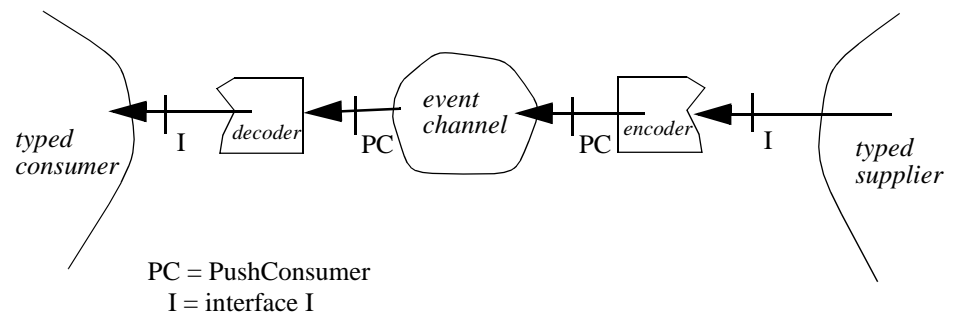 typed
consumer
I
decoder
PC
event
channel
PC
encoder
I
typed
supplier
PC = PushConsumer
I = interface I